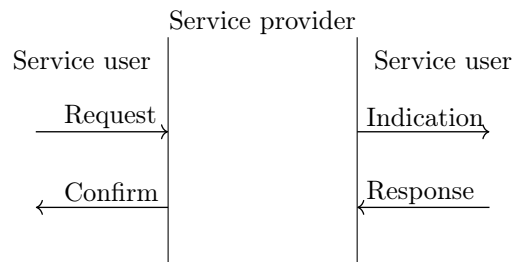 Service provider
Service user
Service user
Request
Indication
Confirm
Response